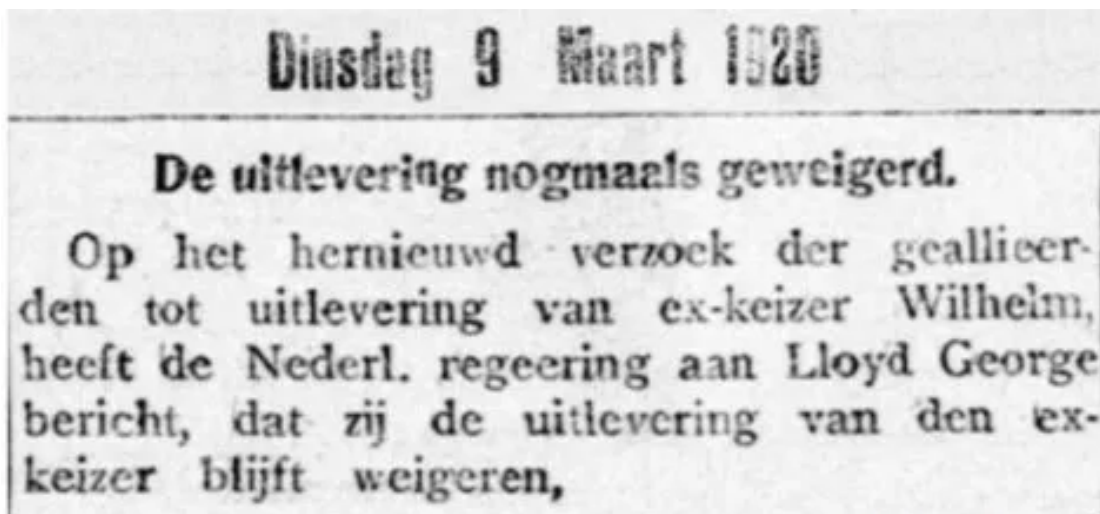 Dinsdag 9 Maart 1920
De uitlevering nogmaals geweigerd.
Op het hernieuwd verzoek der geallieer-
den tot uitlevering van ex-keizer Wilhelm,
heeft de Nederl. regeering aan Lloyd George
bericht, dat zij de uitlevering van den ex-
keizer blijft weigeren,